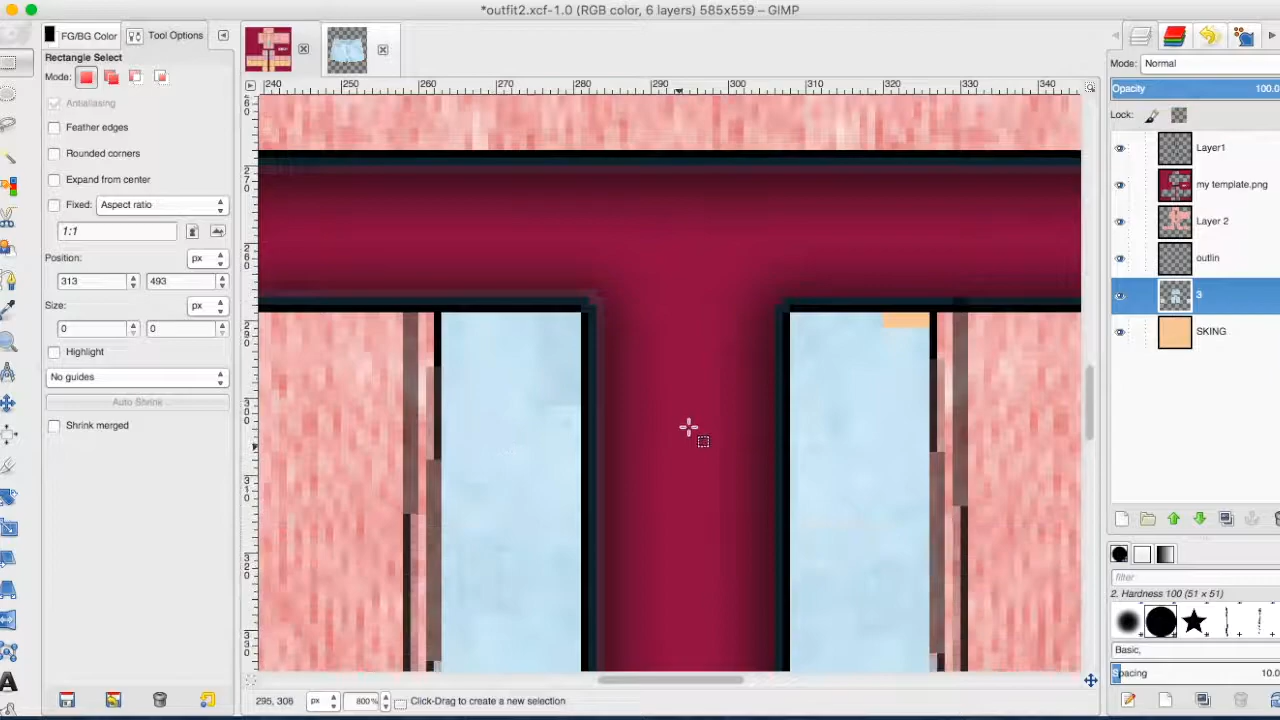 *outfit2.xcf-1.0 (RGB color, 6 layers) 585x559 – GIMP
FG/BG Color
Tool Options
Rectangle Select
Mode:
Antialiasing
Feather edges
Rounded corners
Expand from center
Fixed:
Aspect ratio
1:1
Position:
px
313
493
Size:
px
0
0
Highlight
No guides
Auto Shrink
Shrink merged
240
250
260
270
280
290
300
310
320
330
340
295, 306
px
800%
Click-Drag to create a new selection
Mode:
Normal
Opacity
100.0
Lock:
Layer1
my template.png
Layer 2
outlin
3
SKING
filter
2. Hardness 100 (51 × 51)
Basic,
Spacing
10.0